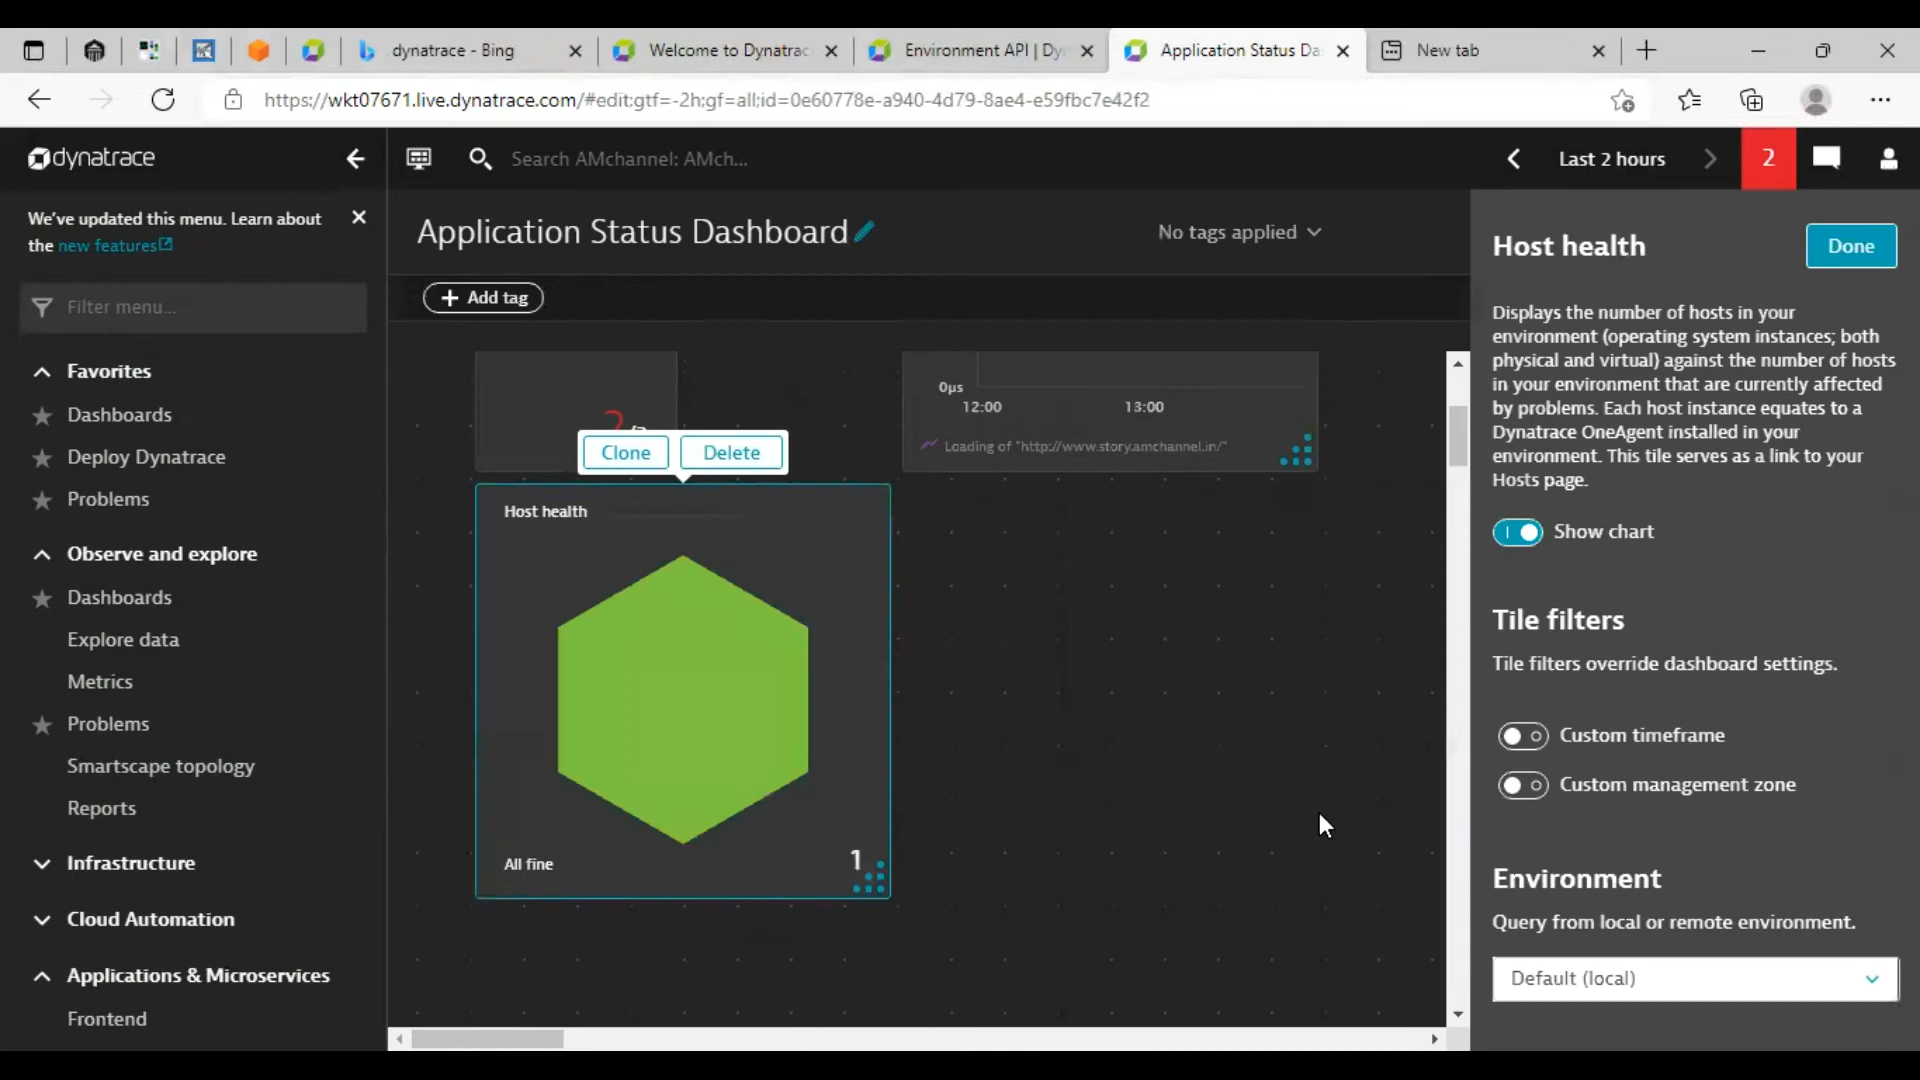 dynatrace - Bing
Welcome to Dynatrac
Environment API | Dy
Application Status Da
New tab
https://wkt07671.live.dynatrace.com/#edit;gtf=-2h;gf=all;id=0e60778e-a940-4d79-8ae4-e59fbc7e42f2
dynatrace
Search AMchannel: AMch...
Last 2 hours
2
We've updated this menu. Learn about
the new features
Filter menu...
Favorites
Dashboards
Deploy Dynatrace
Problems
Observe and explore
Dashboards
Explore data
Metrics
Problems
Smartscape topology
Reports
Infrastructure
Cloud Automation
Applications & Microservices
Frontend
Application Status Dashboard
No tags applied
Add tag
0µs
12:00
13:00
Loading of "http://www.story.amchannel.in/"
Clone
Delete
Host health
All fine
1
Host health
Done
Displays the number of hosts in your
environment (operating system instances; both
physical and virtual) against the number of hosts
in your environment that are currently affected
by problems. Each host instance equates to a
Dynatrace OneAgent installed in your
environment. This tile serves as a link to your
Hosts page.
Show chart
Tile filters
Tile filters override dashboard settings.
Custom timeframe
Custom management zone
Environment
Query from local or remote environment.
Default (local)